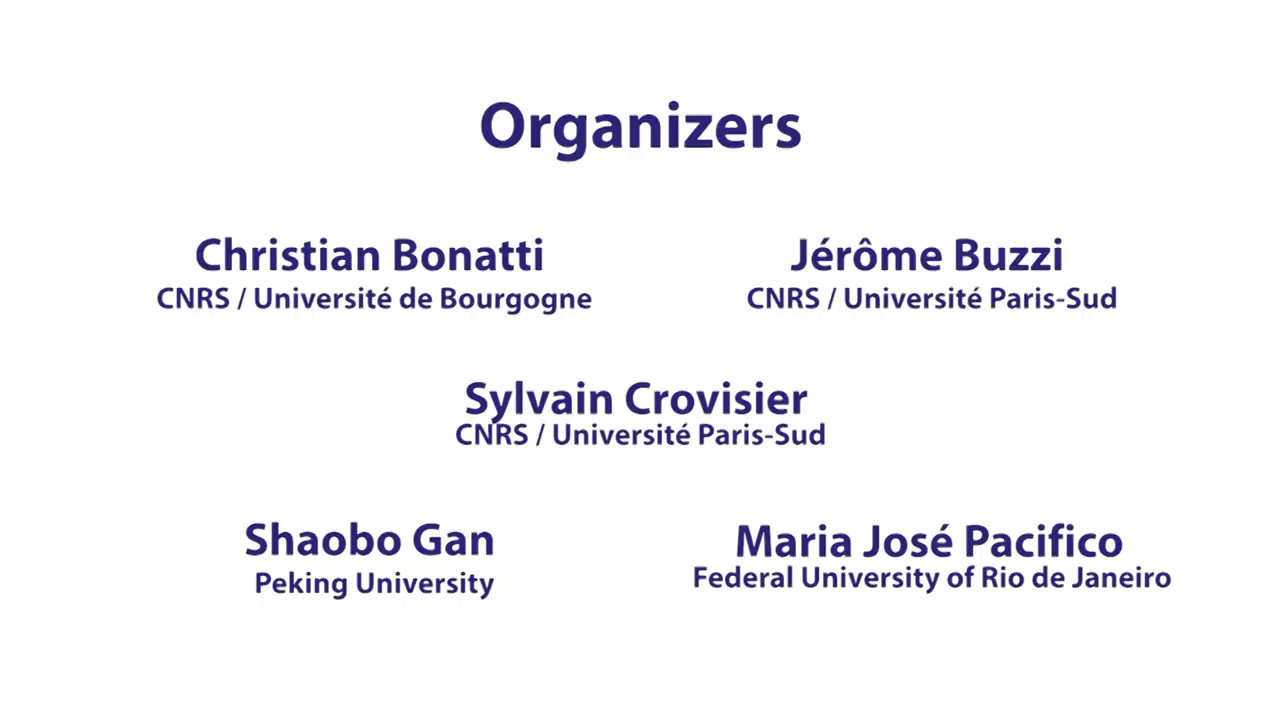 Organizers
Christian Bonatti
CNRS / Université de Bourgogne
Jérôme Buzzi
CNRS / Université Paris-Sud
Sylvain Crovisier
CNRS / Université Paris-Sud
Shaobo Gan
Peking University
Maria José Pacifico
Federal University of Rio de Janeiro